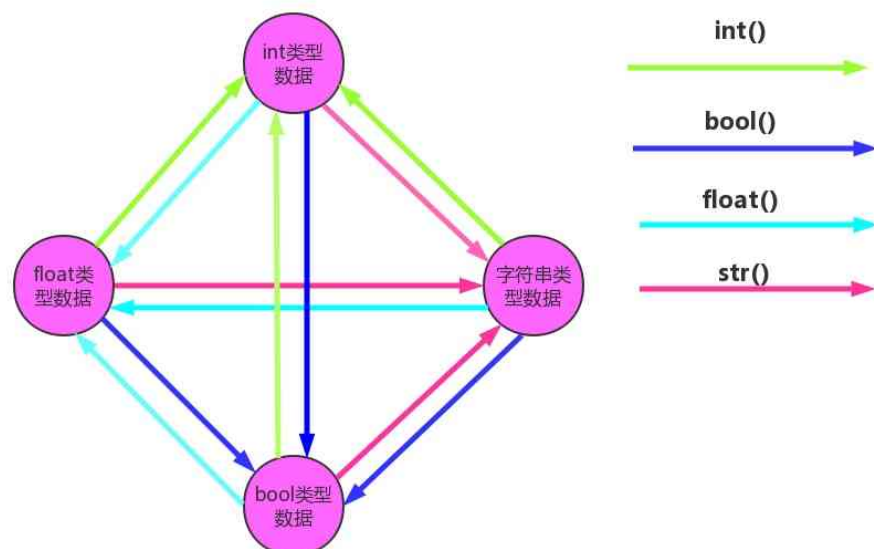 int类型
数据
int()
bool()
float()
str()
float类
型数据
字符串类
型数据
bool类型
数据